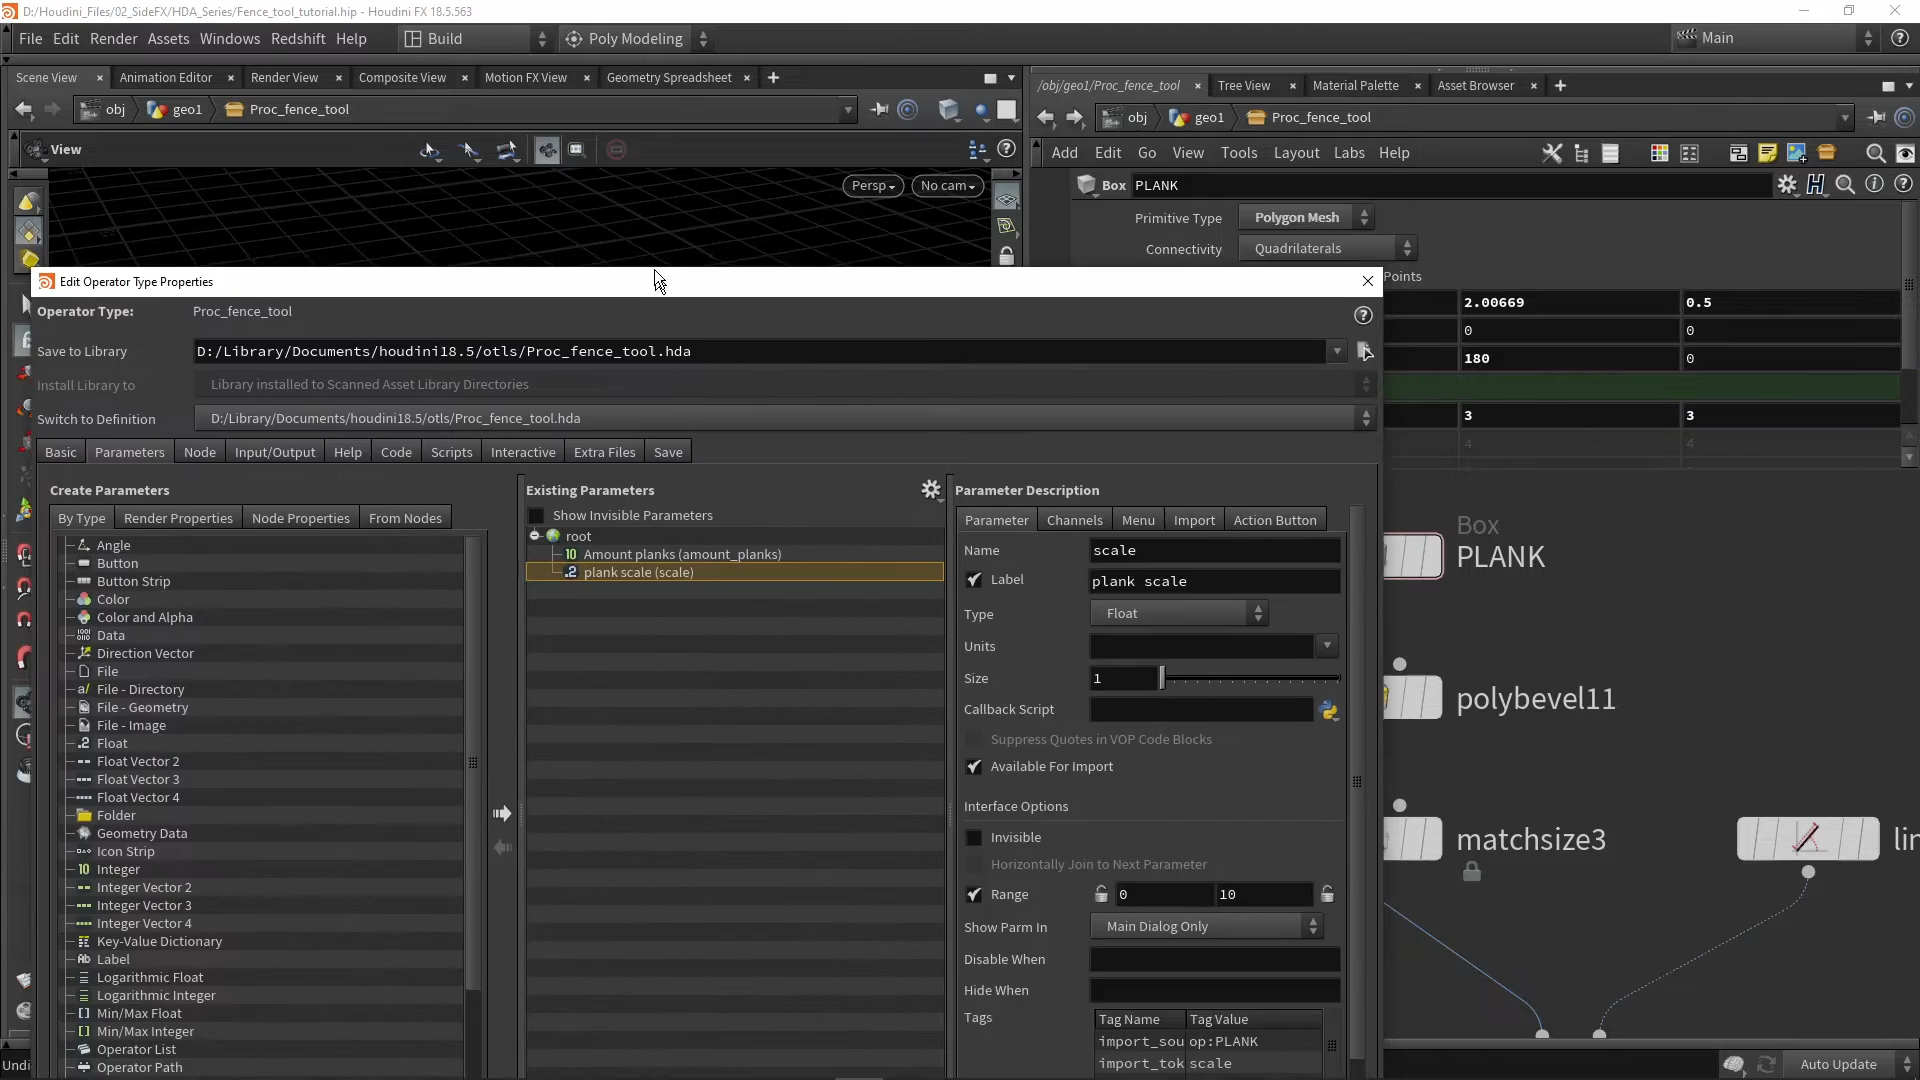 D:/Houdini_Files/02_SideFX/HDA_Series/Fence_tool_tutorial.hip - Houdini FX 18.5.563
File Edit Render Assets Windows Redshift Help Build Poly Modeling Main
Scene View Animation Editor Render View Composite View Motion FX View Geometry Spreadsheet
/obj/geo1/Proc_fence_tool Tree View Material Palette Asset Browser
obj geo1 Proc_fence_tool
obj geo1 Proc_fence_tool
View
Add Edit Go View Tools Layout Labs Help
Persp No cam
Box PLANK
Primitive Type Polygon Mesh
Connectivity Quadrilaterals
Points
2.00669 0.5
0 0
180 0
3 3
4 4
Edit Operator Type Properties
Operator Type: Proc_fence_tool
Save to Library D:/Library/Documents/houdini18.5/otls/Proc_fence_tool.hda
Install Library to Library installed to Scanned Asset Library Directories
Switch to Definition D:/Library/Documents/houdini18.5/otls/Proc_fence_tool.hda
Basic Parameters Node Input/Output Help Code Scripts Interactive Extra Files Save
Create Parameters
By Type Render Properties Node Properties From Nodes
Angle
Button
Button Strip
Color
Color and Alpha
Data
Direction Vector
File
File - Directory
File - Geometry
File - Image
Float
Float Vector 2
Float Vector 3
Float Vector 4
Folder
Geometry Data
Icon Strip
Integer
Integer Vector 2
Integer Vector 3
Integer Vector 4
Key-Value Dictionary
Label
Logarithmic Float
Logarithmic Integer
Min/Max Float
Min/Max Integer
Operator List
Operator Path
Existing Parameters
Show Invisible Parameters
root
Amount planks (amount_planks)
plank scale (scale)
Parameter Description
Parameter Channels Menu Import Action Button
Name scale
Label plank scale
Type Float
Units
Size 1
Callback Script
Suppress Quotes in VOP Code Blocks
Available For Import
Interface Options
Invisible
Horizontally Join to Next Parameter
Range 0 10
Show Parm In Main Dialog Only
Disable When
Hide When
Tags Tag Name Tag Value
import_sou op:PLANK
import_tok scale
Box
PLANK
polybevel11
matchsize3
lin
Undi
Auto Update